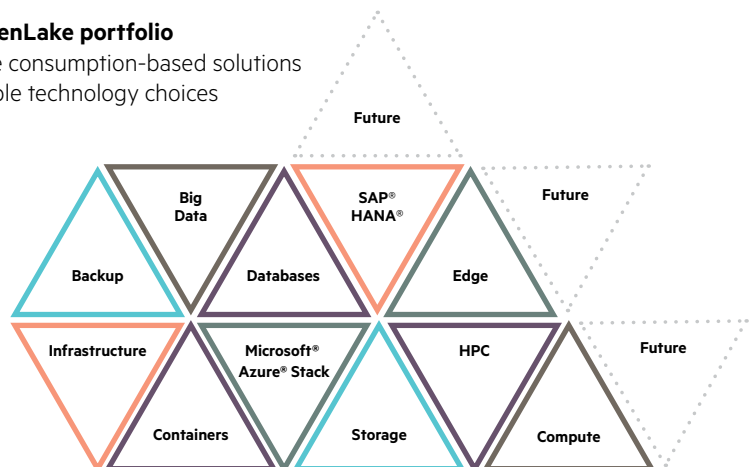 enLake portfolio
consumption-based solutions
ple technology choices
Future
Big
Data
SAP®
HANA®
Future
Backup
Databases
Edge
Infrastructure
Microsoft®
Azure® Stack
HPC
Future
Containers
Storage
Compute